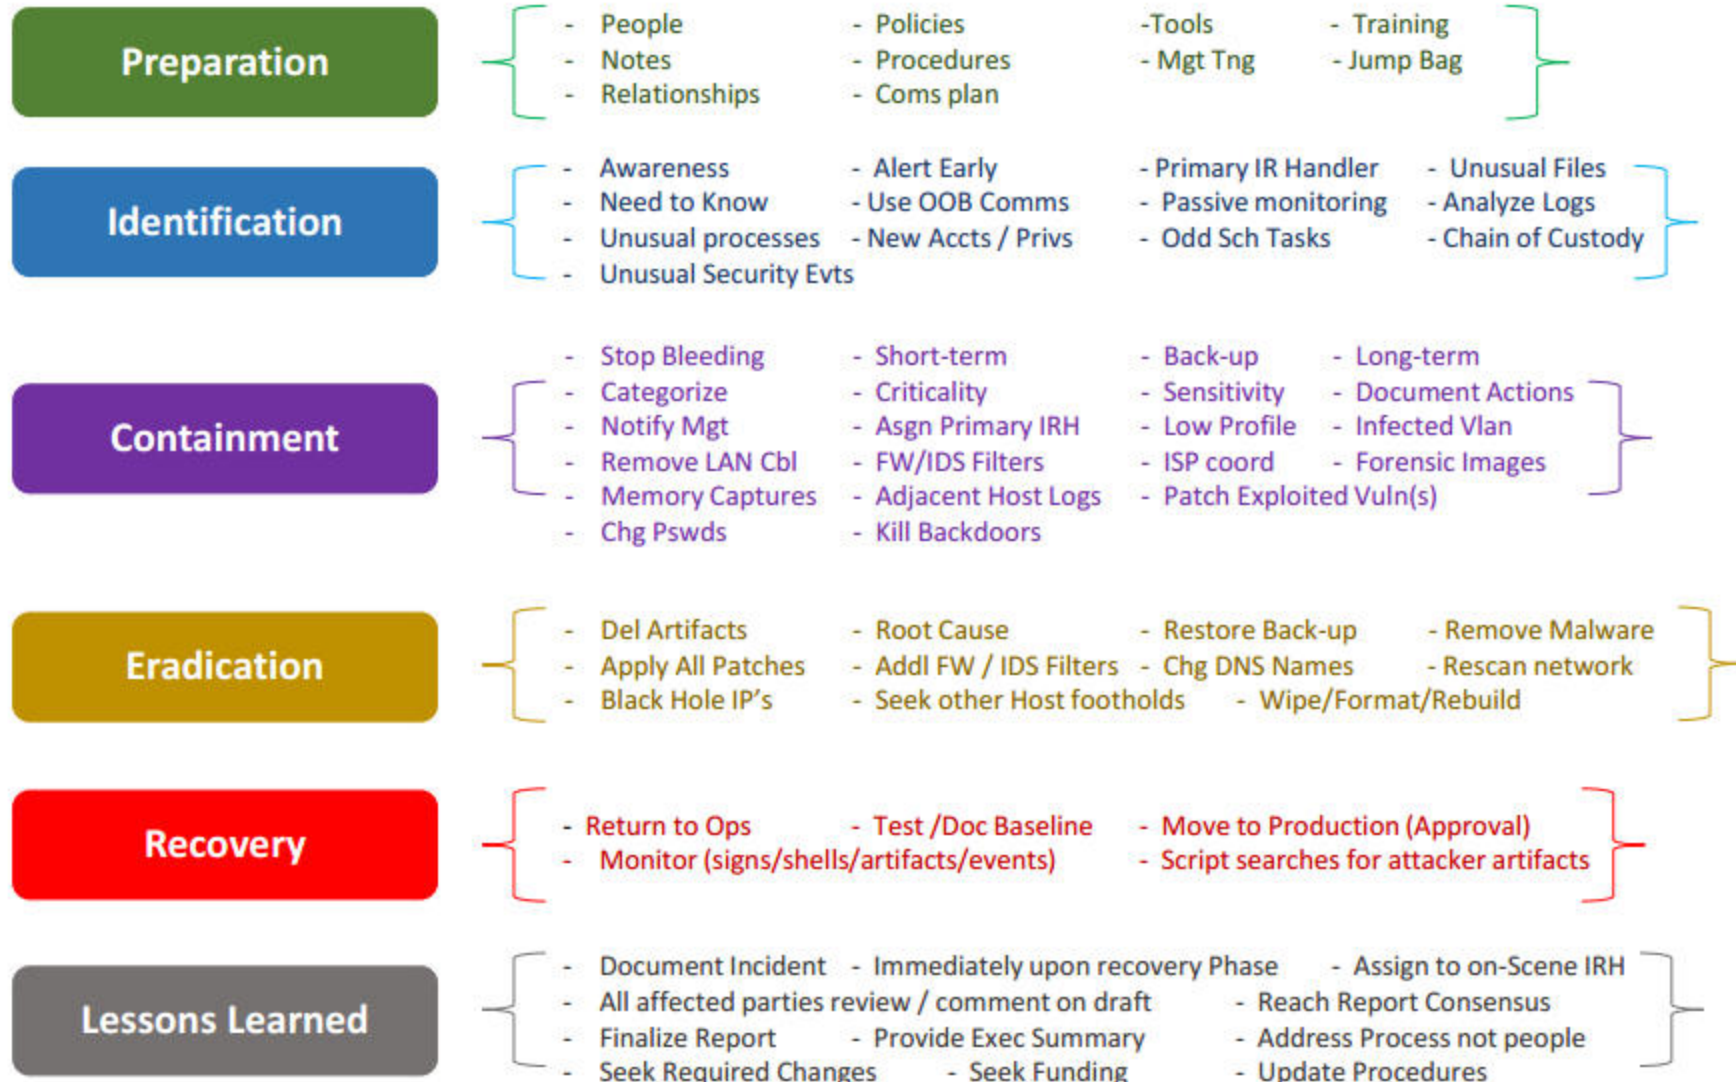 Preparation
- People - Policies -Tools - Training
- Notes - Procedures - Mgt Tng - Jump Bag
- Relationships - Coms plan
Identification
- Awareness - Alert Early - Primary IR Handler - Unusual Files
- Need to Know - Use OOB Comms - Passive monitoring - Analyze Logs
- Unusual processes - New Accts / Privs - Odd Sch Tasks - Chain of Custody
- Unusual Security Evts
Containment
- Stop Bleeding - Short-term - Back-up - Long-term
- Categorize - Criticality - Sensitivity - Document Actions
- Notify Mgt - Asgn Primary IRH - Low Profile - Infected Vlan
- Remove LAN Cbl - FW/IDS Filters - ISP coord - Forensic Images
- Memory Captures - Adjacent Host Logs - Patch Exploited Vuln(s)
- Chg Pswds - Kill Backdoors
Eradication
- Del Artifacts - Root Cause - Restore Back-up - Remove Malware
- Apply All Patches - Addl FW / IDS Filters - Chg DNS Names - Rescan network
- Black Hole IP’s - Seek other Host footholds - Wipe/Format/Rebuild
Recovery
- Return to Ops - Test /Doc Baseline - Move to Production (Approval)
- Monitor (signs/shells/artifacts/events) - Script searches for attacker artifacts
Lessons Learned
- Document Incident - Immediately upon recovery Phase - Assign to on-Scene IRH
- All affected parties review / comment on draft - Reach Report Consensus
- Finalize Report - Provide Exec Summary - Address Process not people
- Seek Required Changes - Seek Funding - Update Procedures